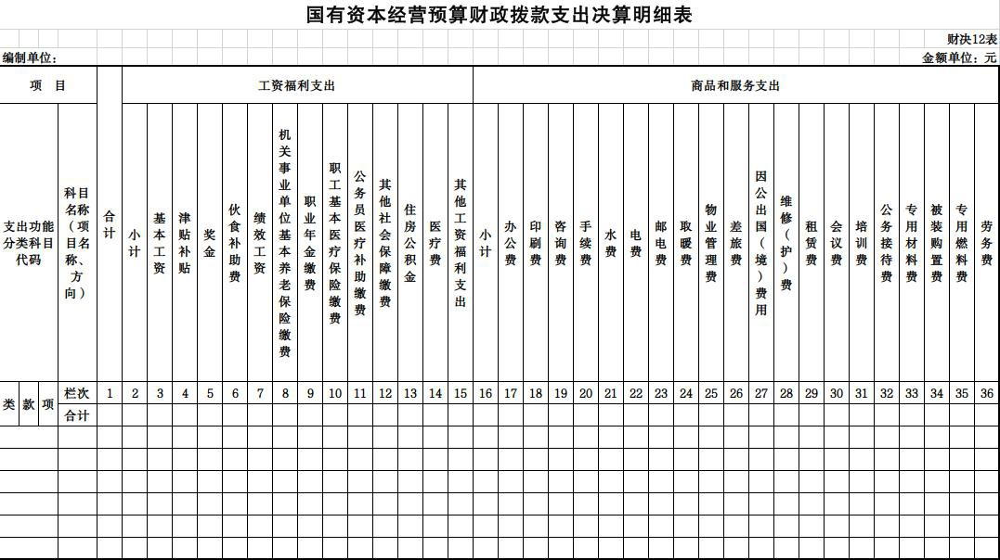 国有资本经营预算财政拨款支出决算明细表
财决12表
编制单位：
金额单位：元
项 目
合计
工资福利支出
商品和服务支出
支出功能分类科目代码
科目名称（项目名称、方向）
小计
基本工资
津贴补贴
奖金
伙食补助费
绩效工资
机关事业单位基本养老保险缴费
职业年金缴费
职工基本医疗保险缴费
公务员医疗补助缴费
其他社会保障缴费
住房公积金
医疗费
其他工资福利支出
小计
办公费
印刷费
咨询费
手续费
水费
电费
邮电费
取暖费
物业管理费
差旅费
因公出国（境）费用
维修（护）费
租赁费
会议费
培训费
公务接待费
专用材料费
被装购置费
专用燃料费
劳务费
类 款 项
栏次 1 2 3 4 5 6 7 8 9 10 11 12 13 14 15 16 17 18 19 20 21 22 23 24 25 26 27 28 29 30 31 32 33 34 35 36
合计